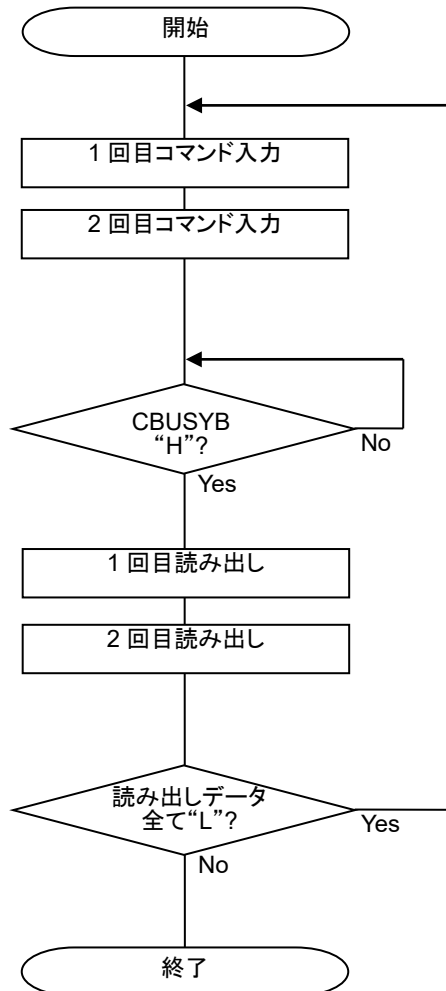 開始
1 回目コマンド入力
2 回目コマンド入力
CBUSYB
“H”?
No
Yes
1 回目読み出し
2 回目読み出し
読み出しデータ
全て“L”?
Yes
No
終了